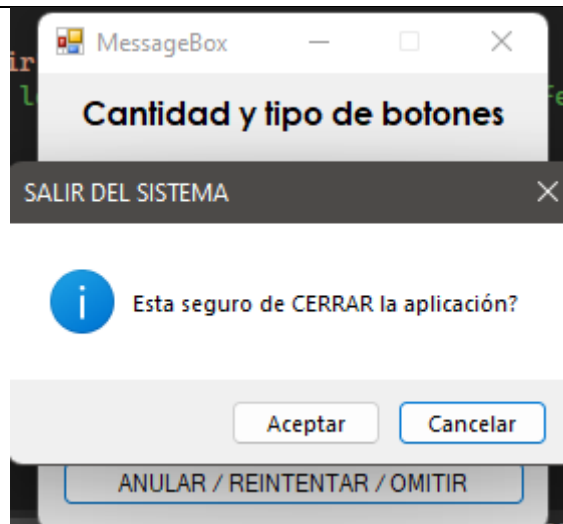 MessageBox
Cantidad y tipo de botones
SALIR DEL SISTEMA
Esta seguro de CERRAR la aplicación?
Aceptar
Cancelar
ANULAR / REINTENTAR / OMITIR